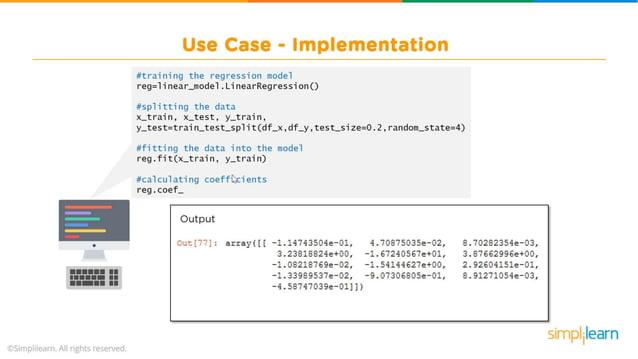 Use Case - Implementation
#training the regression model
reg=linear_model.LinearRegression()
#splitting the data
x_train, x_test, y_train,
y_test=train_test_split(df_x,df_y,test_size=0.2,random_state=4)
#fitting the data into the model
reg.fit(x_train, y_train)
#calculating coefficients
reg.coef_
Output
Out[77]: array([[ -1.14743504e-01, 4.70875035e-02, 8.70282354e-03,
3.23818824e+00, -1.67240567e+01, 3.87662996e+00,
-1.08218769e-02, -1.54144627e+00, 2.92604151e-01,
-1.33989537e-02, -9.07306805e-01, 8.91271054e-03,
-4.58747039e-01]])
simplilearn
©Simplilearn. All rights reserved.